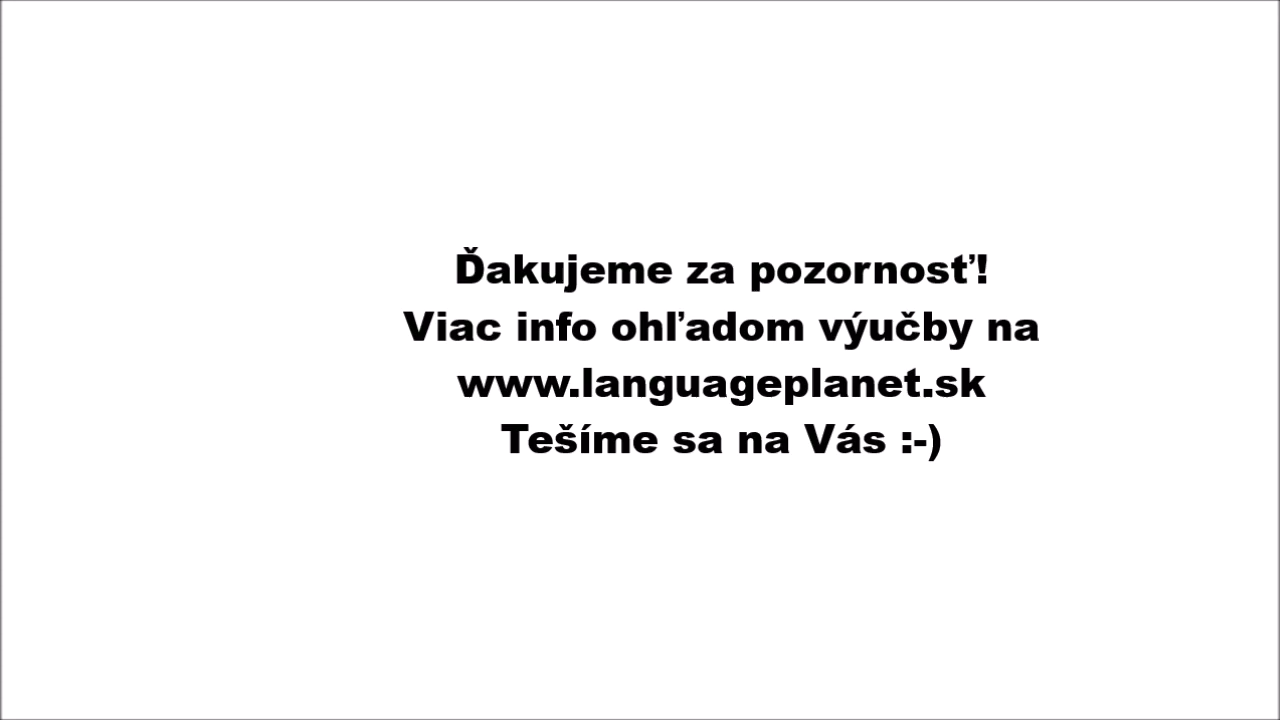 Ďakujeme za pozornosť!
Viac info ohľadom výučby na
www.languageplanet.sk
Tešíme sa na Vás :-)